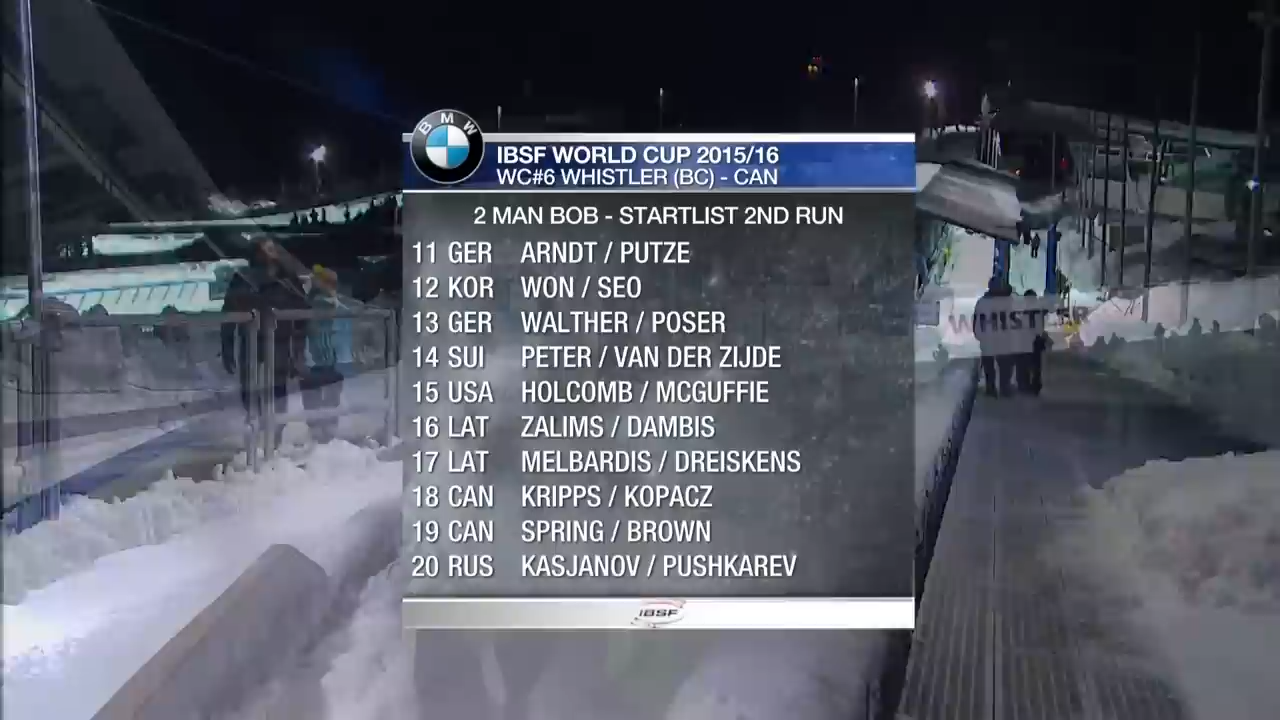 BMW
IBSF WORLD CUP 2015/16
WC#6 WHISTLER (BC) - CAN
2 MAN BOB - STARTLIST 2ND RUN
11 GER ARNDT / PUTZE
12 KOR WON / SEO
13 GER WALTHER / POSER
14 SUI PETER / VAN DER ZIJDE
15 USA HOLCOMB / MCGUFFIE
16 LAT ZALIMS / DAMBIS
17 LAT MELBARDIS / DREISKENS
18 CAN KRIPPS / KOPACZ
19 CAN SPRING / BROWN
20 RUS KASJANOV / PUSHKAREV
IBSF
WHISTLER